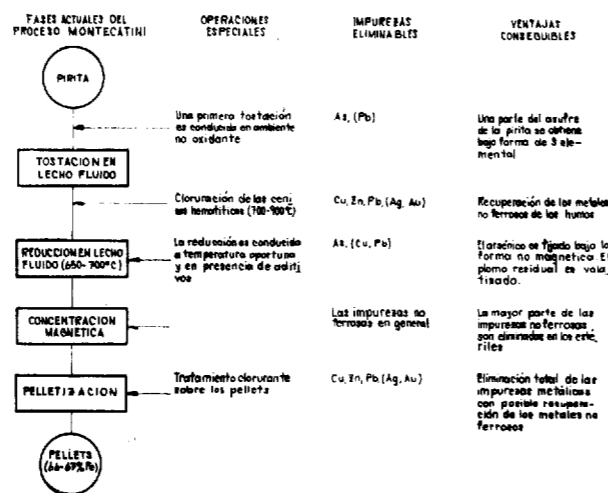 FASES ACTUALES DEL
PROCESO MONTECATINI
OPERACIONES
ESPECIALES
IMPUREZAS
ELIMINABLES
VENTAJAS
CONSEGUIBLES
PIRITA
Una primera tostación
es conducida en ambiente
no oxidante
As, (Pb)
Una parte del azufre
de la pirita se obtiene
bajo forma de S ele-
mental
TOSTACION EN
LECHO FLUIDO
Cloruración de las ceni
zas hematíticas (700-900°C)
Cu, Zn, Pb, (Ag, Au)
Recuperación de los metales
no ferrosos de los humos
REDUCCION EN LECHO
FLUIDO (650-700°C)
La reducción es conducida
a temperatura oportuna
y en presencia de aditi
vos
As, (Cu, Pb)
El arsénico es fijado bajo la
forma no magnetica. El
plomo residual es vola
tizado.
CONCENTRACION
MAGNETICA
Las impurezas no
ferrosas en general
La mayor parte de las
impurezas no ferrosas
son eliminadas en los esté
riles
PELLETIZACION
Tratamiento clorurante
sobre los pellets
Cu, Zn, Pb, (Ag, Au)
Eliminación total de las
impurezas metálicas
con posible recupera-
ción de los metales no
ferrosos
PELLETS
(66-67%